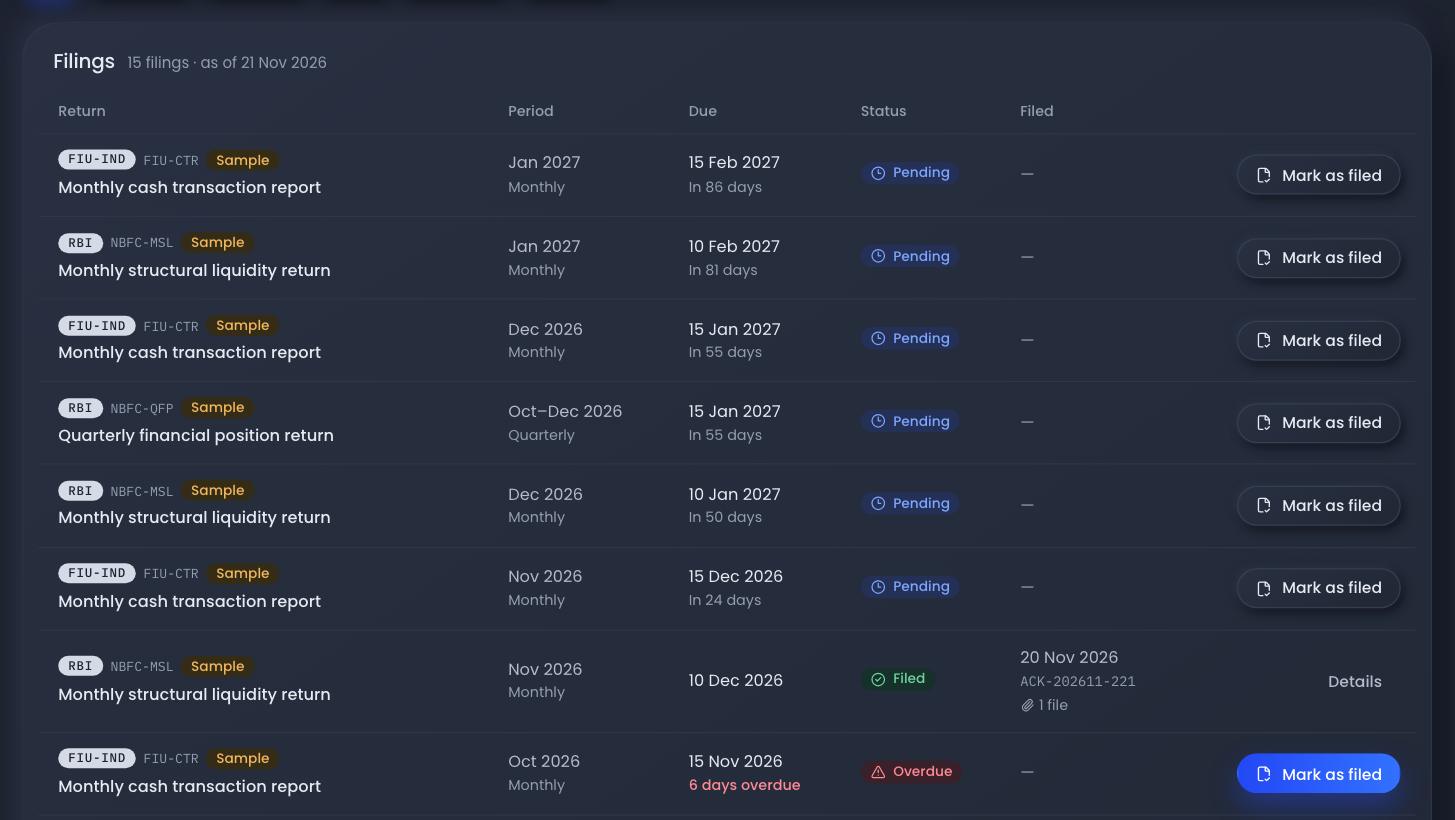 Filings 15 filings · as of 21 Nov 2026
Return Period Due Status Filed
FIU-IND FIU-CTR Sample
Monthly cash transaction report
Jan 2027
Monthly
15 Feb 2027
In 86 days
Pending
—
Mark as filed
RBI NBFC-MSL Sample
Monthly structural liquidity return
Jan 2027
Monthly
10 Feb 2027
In 81 days
Pending
—
Mark as filed
FIU-IND FIU-CTR Sample
Monthly cash transaction report
Dec 2026
Monthly
15 Jan 2027
In 55 days
Pending
—
Mark as filed
RBI NBFC-QFP Sample
Quarterly financial position return
Oct–Dec 2026
Quarterly
15 Jan 2027
In 55 days
Pending
—
Mark as filed
RBI NBFC-MSL Sample
Monthly structural liquidity return
Dec 2026
Monthly
10 Jan 2027
In 50 days
Pending
—
Mark as filed
FIU-IND FIU-CTR Sample
Monthly cash transaction report
Nov 2026
Monthly
15 Dec 2026
In 24 days
Pending
—
Mark as filed
RBI NBFC-MSL Sample
Monthly structural liquidity return
Nov 2026
Monthly
10 Dec 2026
Filed
20 Nov 2026
ACK-202611-221
1 file
Details
FIU-IND FIU-CTR Sample
Monthly cash transaction report
Oct 2026
Monthly
15 Nov 2026
6 days overdue
Overdue
—
Mark as filed